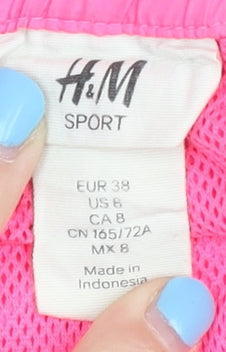 H&M
SPORT
EUR 38
US 8
CA 8
CN 165/72A
MX 8
Made in
Indonesia